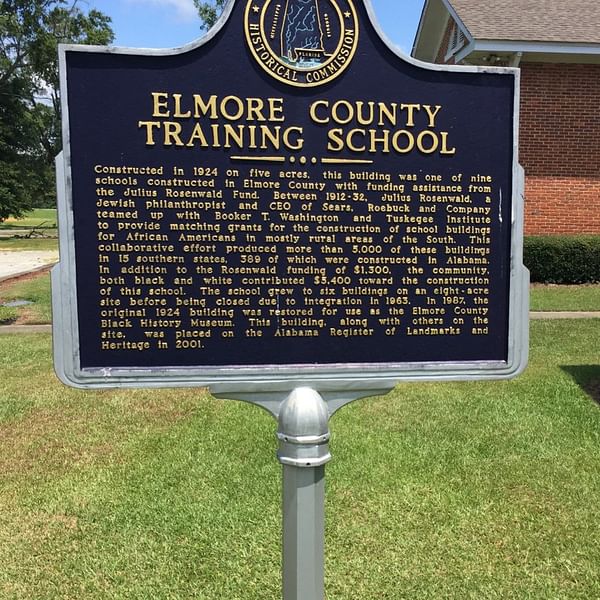 HISTORICAL COMMISSION
ELMORE COUNTY
TRAINING SCHOOL
Constructed in 1924 on five acres, this building was one of nine
schools constructed in Elmore County with funding assistance from
the Julius Rosenwald Fund. Between 1912-32, Julius Rosenwald, a
Jewish philanthropist and CEO of Sears, Roebuck and Company
teamed up with Booker T. Washington and Tuskegee Institute
to provide matching grants for the construction of school buildings
for African Americans in mostly rural areas of the South. This
collaborative effort produced more than 5,000 of these buildings
in 15 southern states, 389 of which were constructed in Alabama.
In addition to the Rosenwald funding of $1,300, the community,
both black and white contributed $3,400 toward the construction
of this school. The school grew to six buildings on an eight-acre
site before being closed due to integration in 1963. In 1987, the
original 1924 building was restored for use as the Elmore County
Black History Museum. This building, along with others on the
site, was placed on the Alabama Register of Landmarks and
Heritage in 2001.